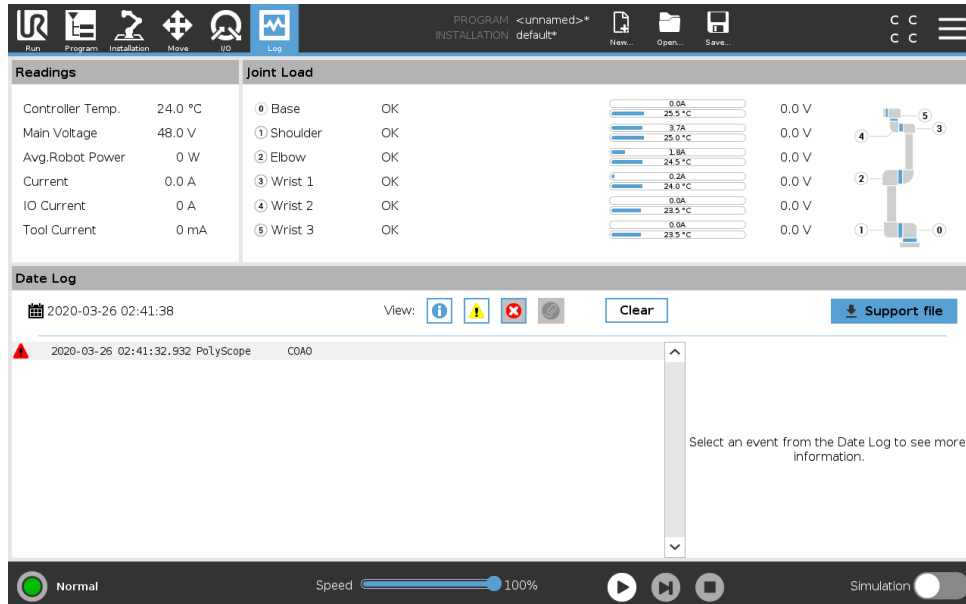 PROGRAM <unnamed>*
INSTALLATION default*
UR
Run Program Installation Move I/O Log New... Open... Save...
C C
C C
Readings
Joint Load
Controller Temp. 24.0 °C
Main Voltage 48.0 V
Avg.Robot Power 0 W
Current 0.0 A
IO Current 0 A
Tool Current 0 mA
0 Base OK 0.0A 25.5 °C 0.0 V
1 Shoulder OK 3.7A 25.0 °C 0.0 V
2 Elbow OK 1.8A 24.5 °C 0.0 V
3 Wrist 1 OK 0.2A 24.0 °C 0.0 V
4 Wrist 2 OK 0.0A 23.5 °C 0.0 V
5 Wrist 3 OK 0.0A 23.5 °C 0.0 V
5
4 3
2
1 0
Date Log
2020-03-26 02:41:38 View: Clear Support file
2020-03-26 02:41:32.932 PolyScope C0A0
Select an event from the Date Log to see more
information.
Normal Speed 100% Simulation